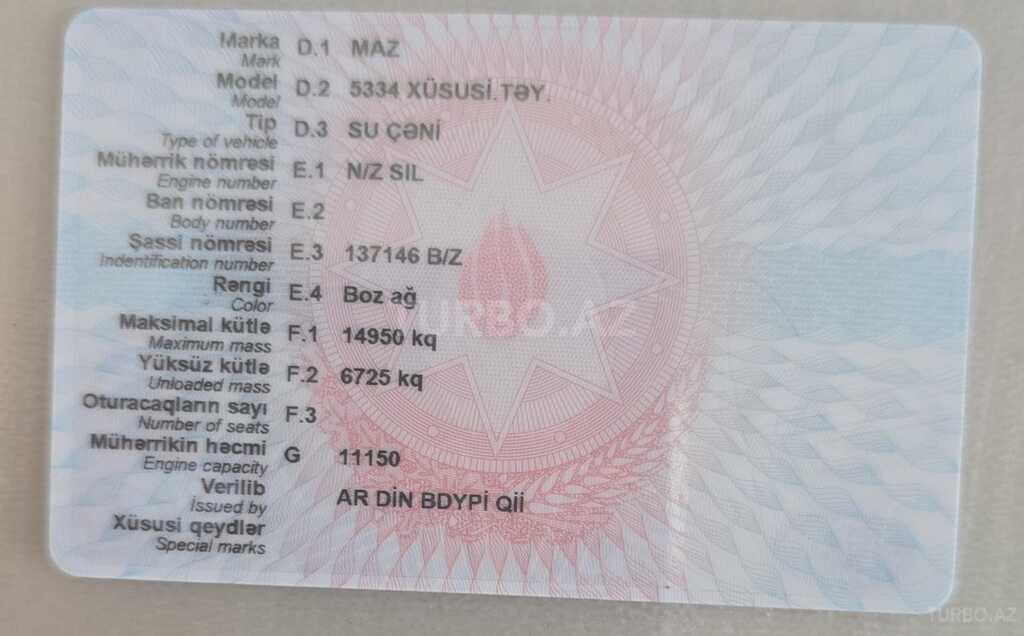 Marka D.1 MAZ
Mark
Model D.2 5334 XÜSUSİ.TƏY.
Model
Tip D.3 SU ÇƏNİ
Type of vehicle
Mühərrik nömrəsi E.1 N/Z SIL
Engine number
Ban nömrəsi E.2
Body number
Şassi nömrəsi E.3 137146 B/Z
Indentification number
Rəngi E.4 Boz ağ
Color
TURBO.AZ
Maksimal kütlə F.1 14950 kq
Maximum mass
Yüksüz kütlə F.2 6725 kq
Unloaded mass
Oturacaqların sayı F.3
Number of seats
Mühərrikin həcmi G 11150
Engine capacity
Verilib AR DİN BDYPİ Qİİ
İssued by
Xüsusi qeydlər
Special marks
TURBO.AZ